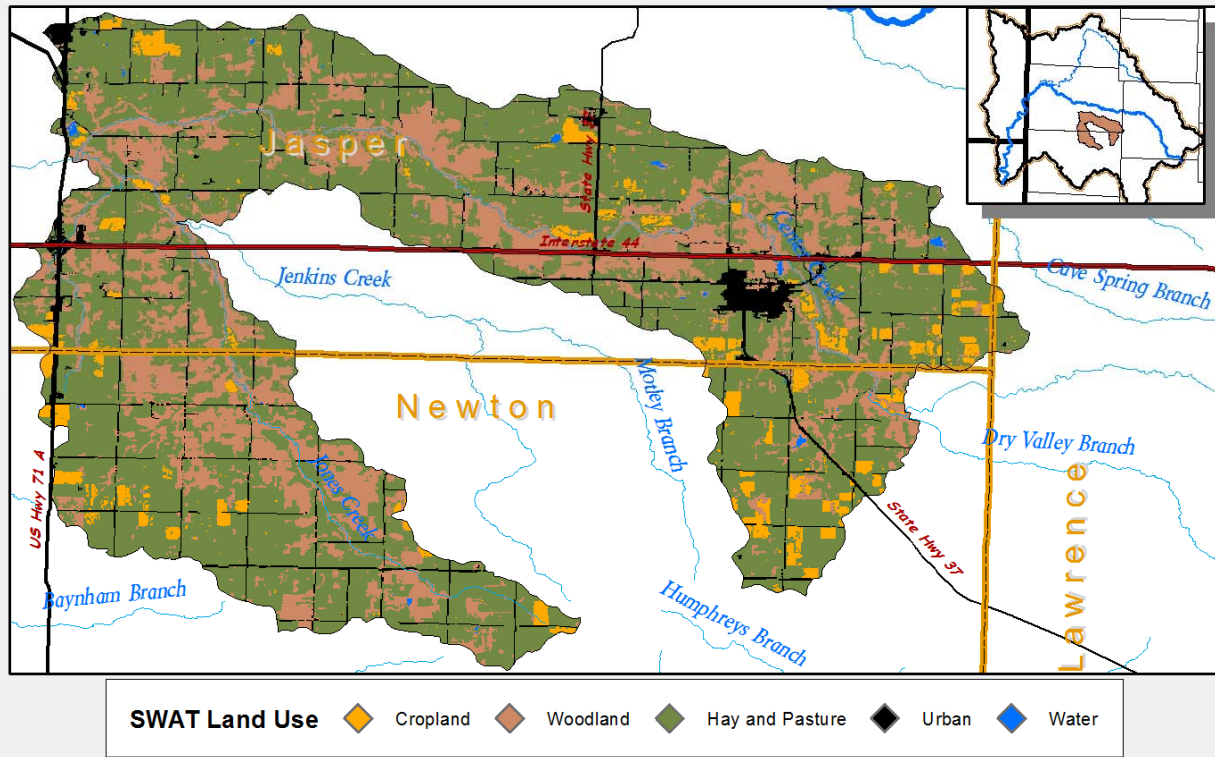 Jasper
State Hwy 37
Center Creek
Interstate 44
Cave Spring Branch
Jenkins Creek
Newton
Motley Branch
Dry Valley Branch
Jones Creek
US Hwy 71 A
State Hwy 37
Lawrence
Baynham Branch
Humphreys Branch
SWAT Land Use
Cropland
Woodland
Hay and Pasture
Urban
Water